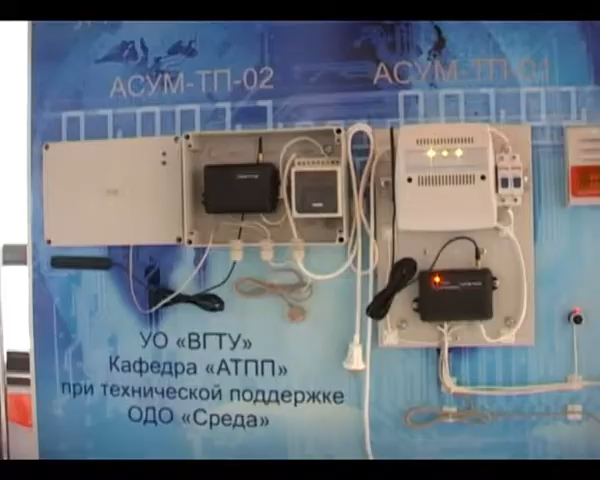 АСУМ-ТП-02
АСУМ-ТП-01
УО «ВГТУ»
Кафедра «АТПП»
при технической поддержке
ОДО «Среда»